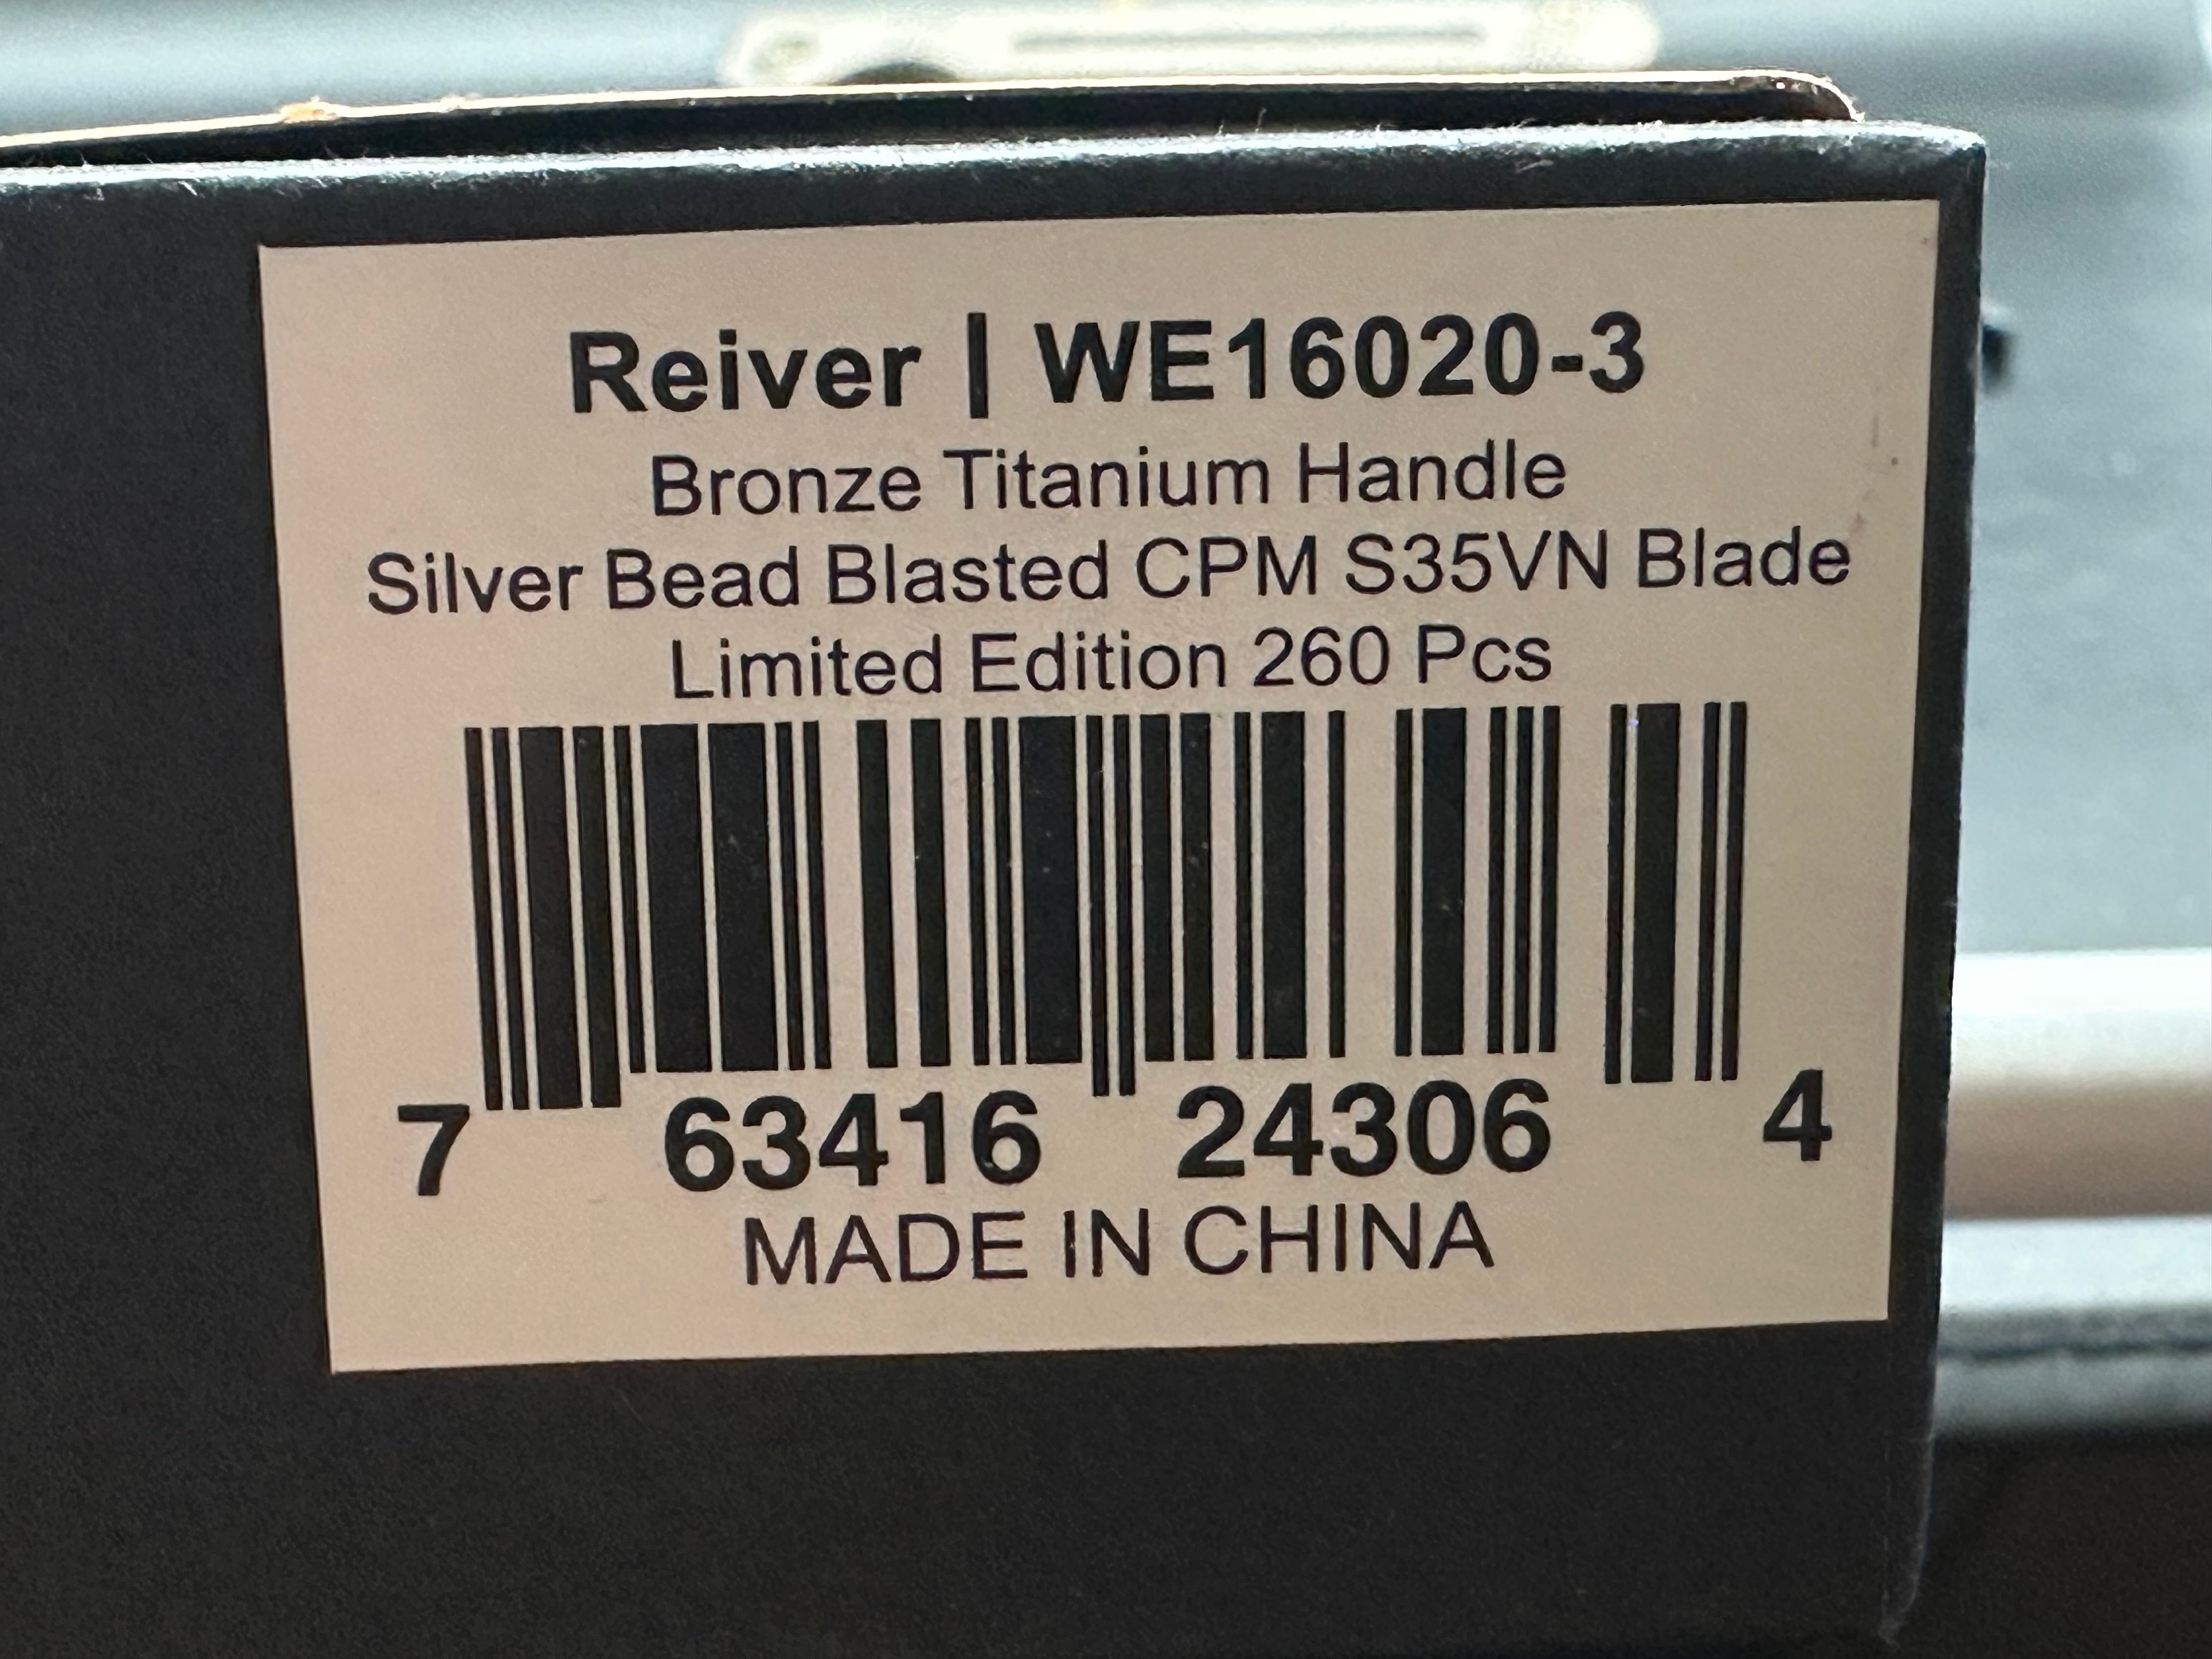 Reiver | WE16020-3
Bronze Titanium Handle
Silver Bead Blasted CPM S35VN Blade
Limited Edition 260 Pcs
7 63416 24306 4
MADE IN CHINA